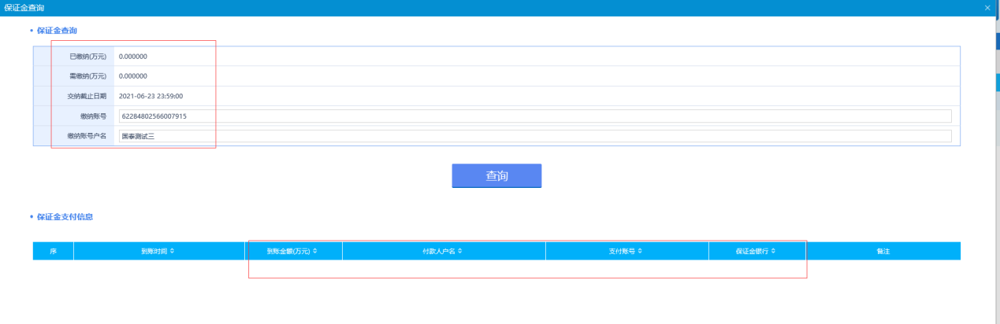 保证金查询
保证金查询
已缴纳(万元) 0.000000
需缴纳(万元) 0.000000
交纳截止日期 2021-06-23 23:59:00
缴纳账号 62284802566007915
缴纳账号户名 国泰测试三
查询
保证金支付信息
序 到账时间 到账金额(万元) 付款人户名 支付账号 保证金银行 备注